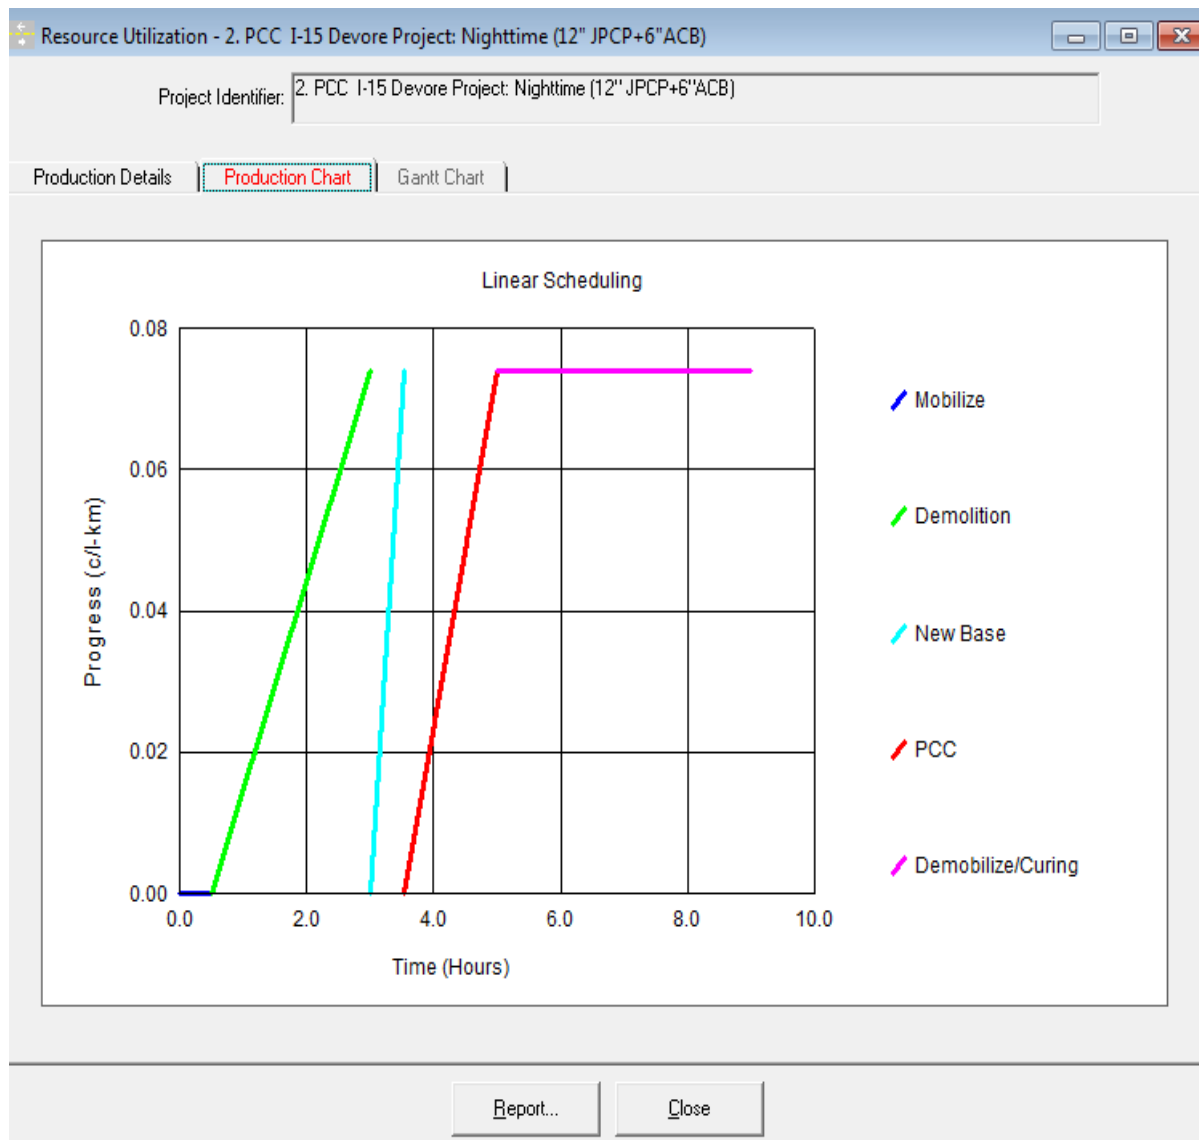 Resource Utilization - 2. PCC  I-15 Devore Project: Nighttime (12" JPCP+6"ACB)
Project Identifier: 2. PCC  I-15 Devore Project: Nighttime (12" JPCP+6"ACB)
Production Details Production Chart Gantt Chart
Linear Scheduling
0.08
0.06
0.04
0.02
0.00
Progress (c/l-km)
0.0 2.0 4.0 6.0 8.0 10.0
Time (Hours)
Mobilize
Demolition
New Base
PCC
Demobilize/Curing
Report... Close